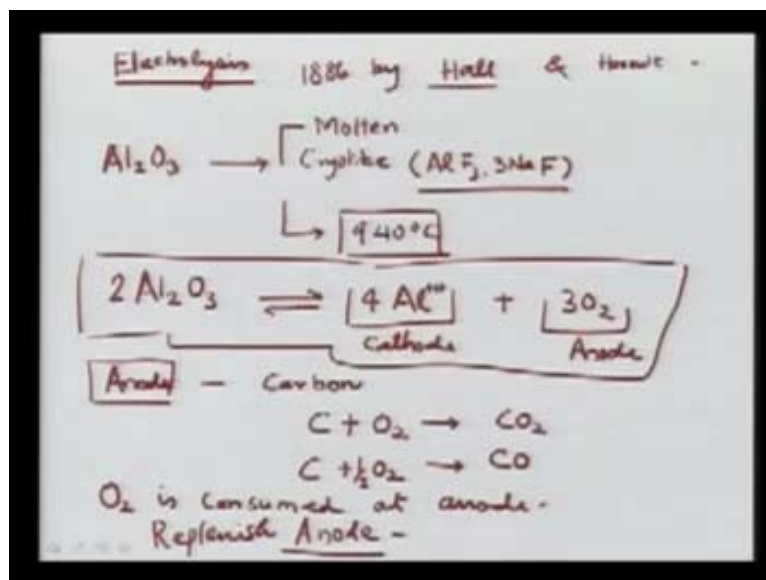 Electrolysis 1886 by Hall &
Molten
Al₂O₃ → Cryolite (AlF₃, 3NaF)
→ 940°C
2 Al₂O₃ ⇌ 4 Al⁺⁺⁺ + 3O₂
Cathode Anode
Anode – Carbon
C + O₂ → CO₂
C + ½O₂ → CO
O₂ is consumed at anode.
Replenish Anode –